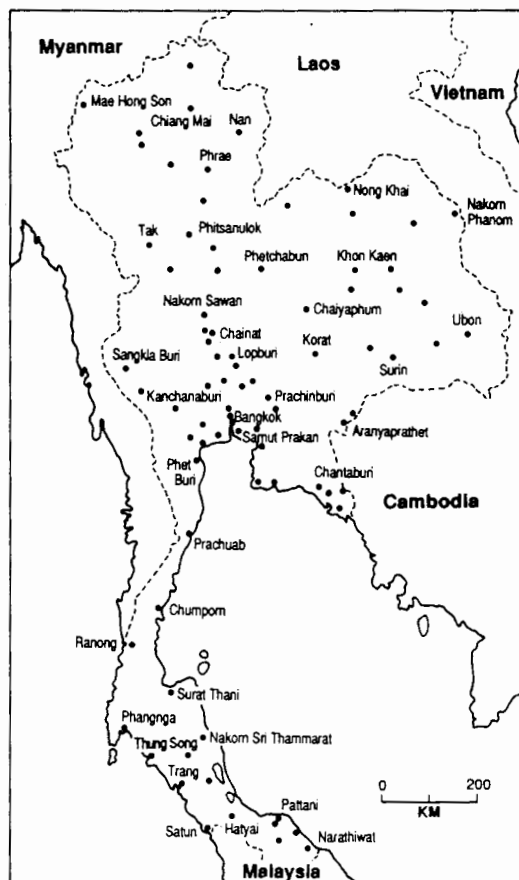 Myanmar
Laos
Vietnam
Mae Hong Son
Chiang Mai
Nan
Phrae
Nong Khai
Nakorn
Phanom
Tak
Phitsanulok
Phetchabun
Khon Kaen
Nakorn Sawan
Chaiyaphum
Chainat
Ubon
Sangkla Buri
Lopburi
Korat
Surin
Kanchanaburi
Prachinburi
Bangkok
Aranyaprathet
Samut Prakan
Phet
Buri
Chantaburi
Cambodia
Prachuab
Chumporn
Ranong
Surat Thani
Phangnga
Nakorn Sri Thammarat
Thung Song
Trang
0 200
KM
Pattani
Satun
Hatyai
Narathiwat
Malaysia